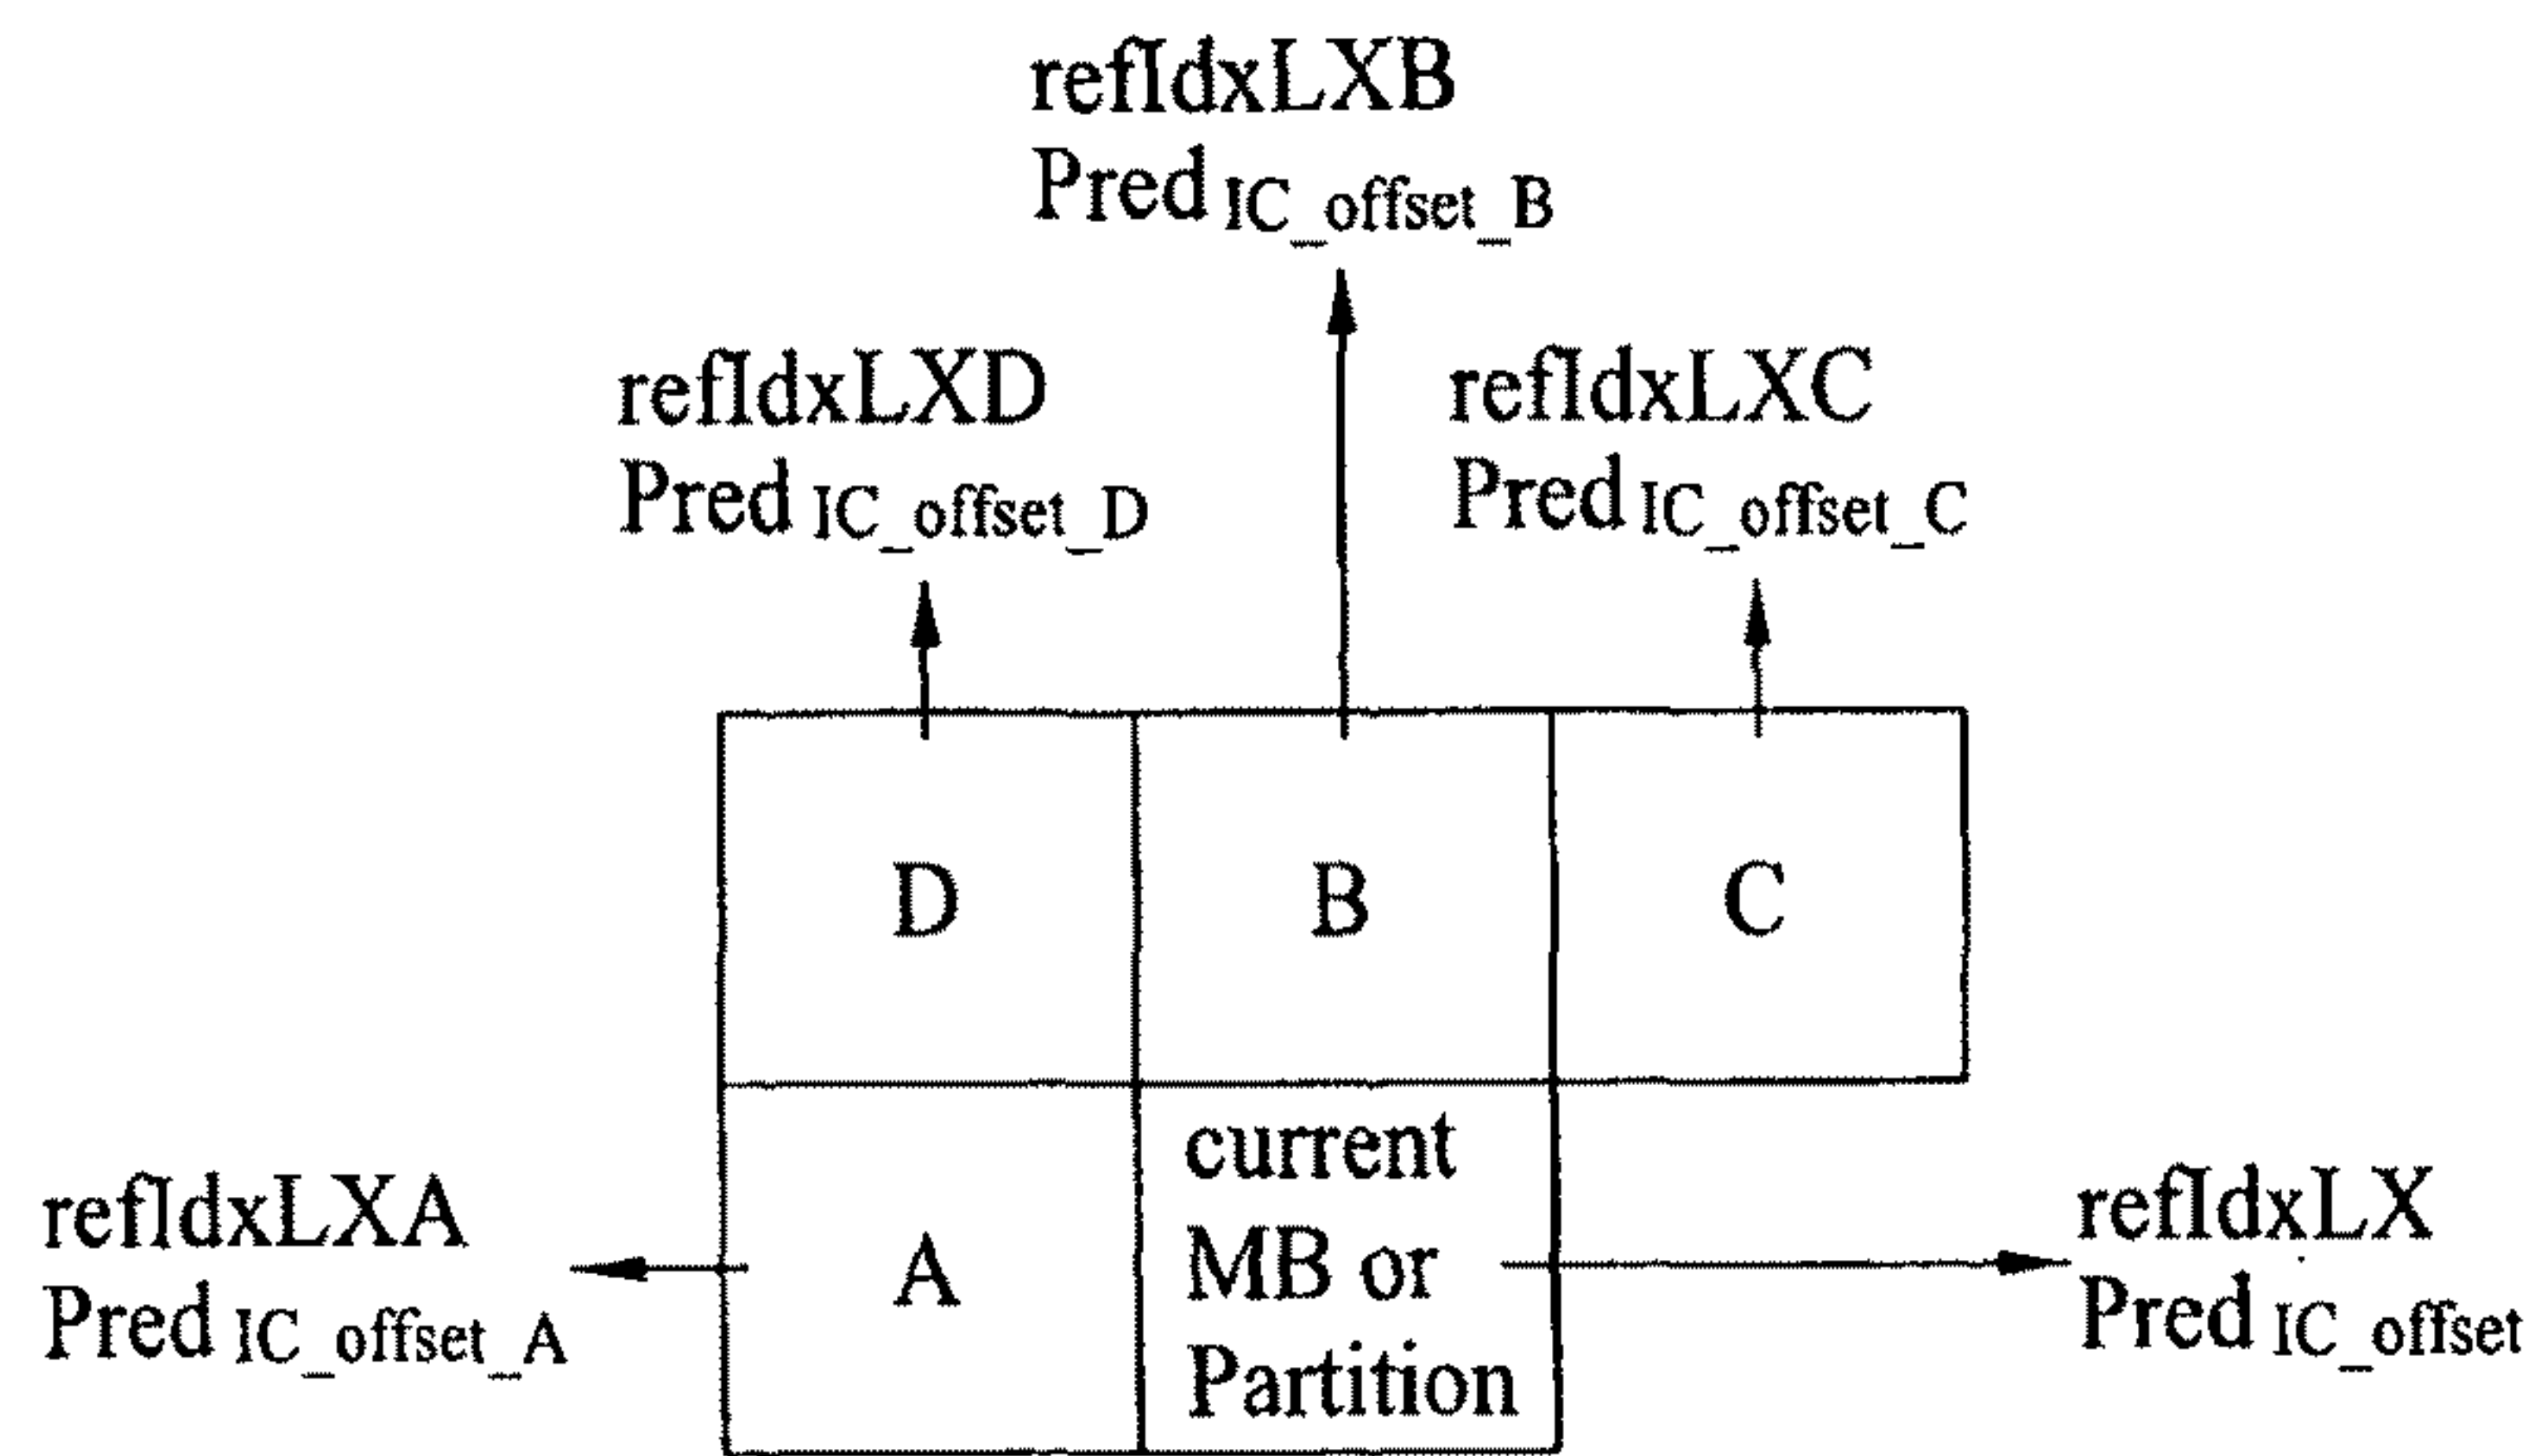 refIdxLXB
Pred IC_offset_B
refIdxLXD
Pred IC_offset_D
refIdxLXC
Pred IC_offset_C
D
B
C
refIdxLXA
Pred IC_offset_A
A
current
MB or
Partition
refIdxLX
Pred IC_offset